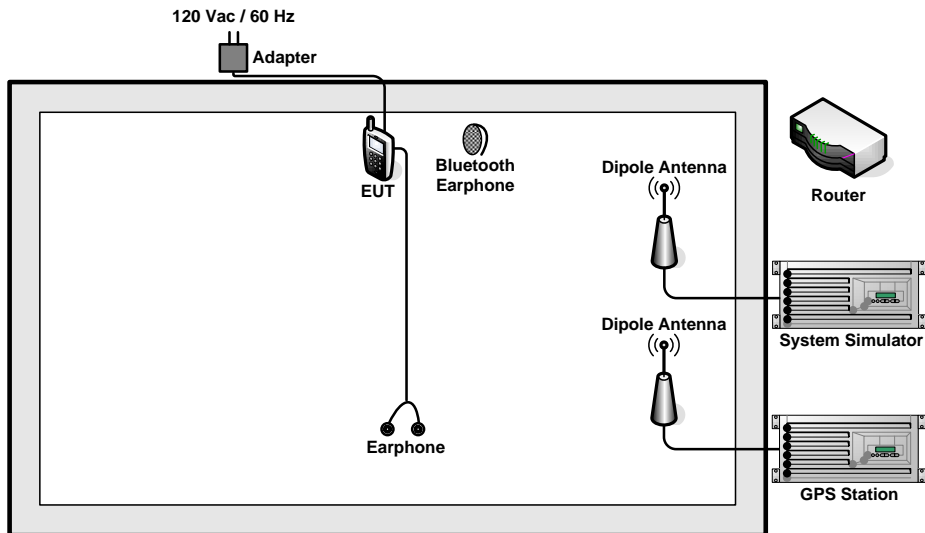 120 Vac / 60 Hz
Adapter
EUT
Bluetooth
Earphone
Dipole Antenna
Router
System Simulator
Dipole Antenna
Earphone
GPS Station